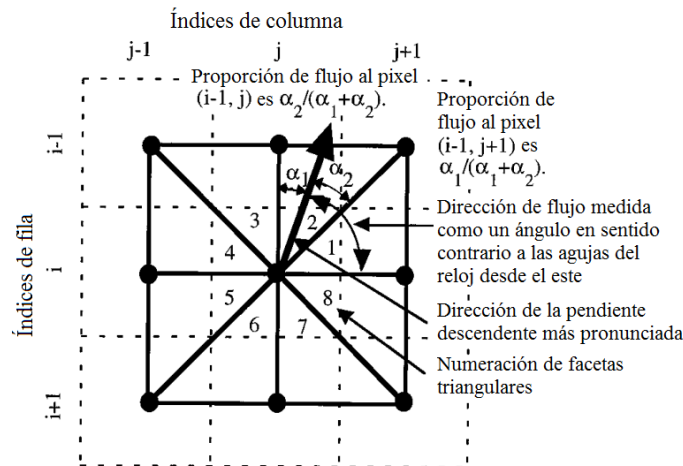 Índices de columna
j-1 j j+1
Proporción de flujo al pixel
(i-1, j) es α₂/(α₁+α₂).
Proporción de
flujo al pixel
(i-1, j+1) es
α₁/(α₁+α₂).
Índices de fila
i-1
i
i+1
α₁ α₂
3 2
4 1
5 8
6 7
Dirección de flujo medida
como un ángulo en sentido
contrario a las agujas del
reloj desde el este
Dirección de la pendiente
descendente más pronunciada
Numeración de facetas
triangulares